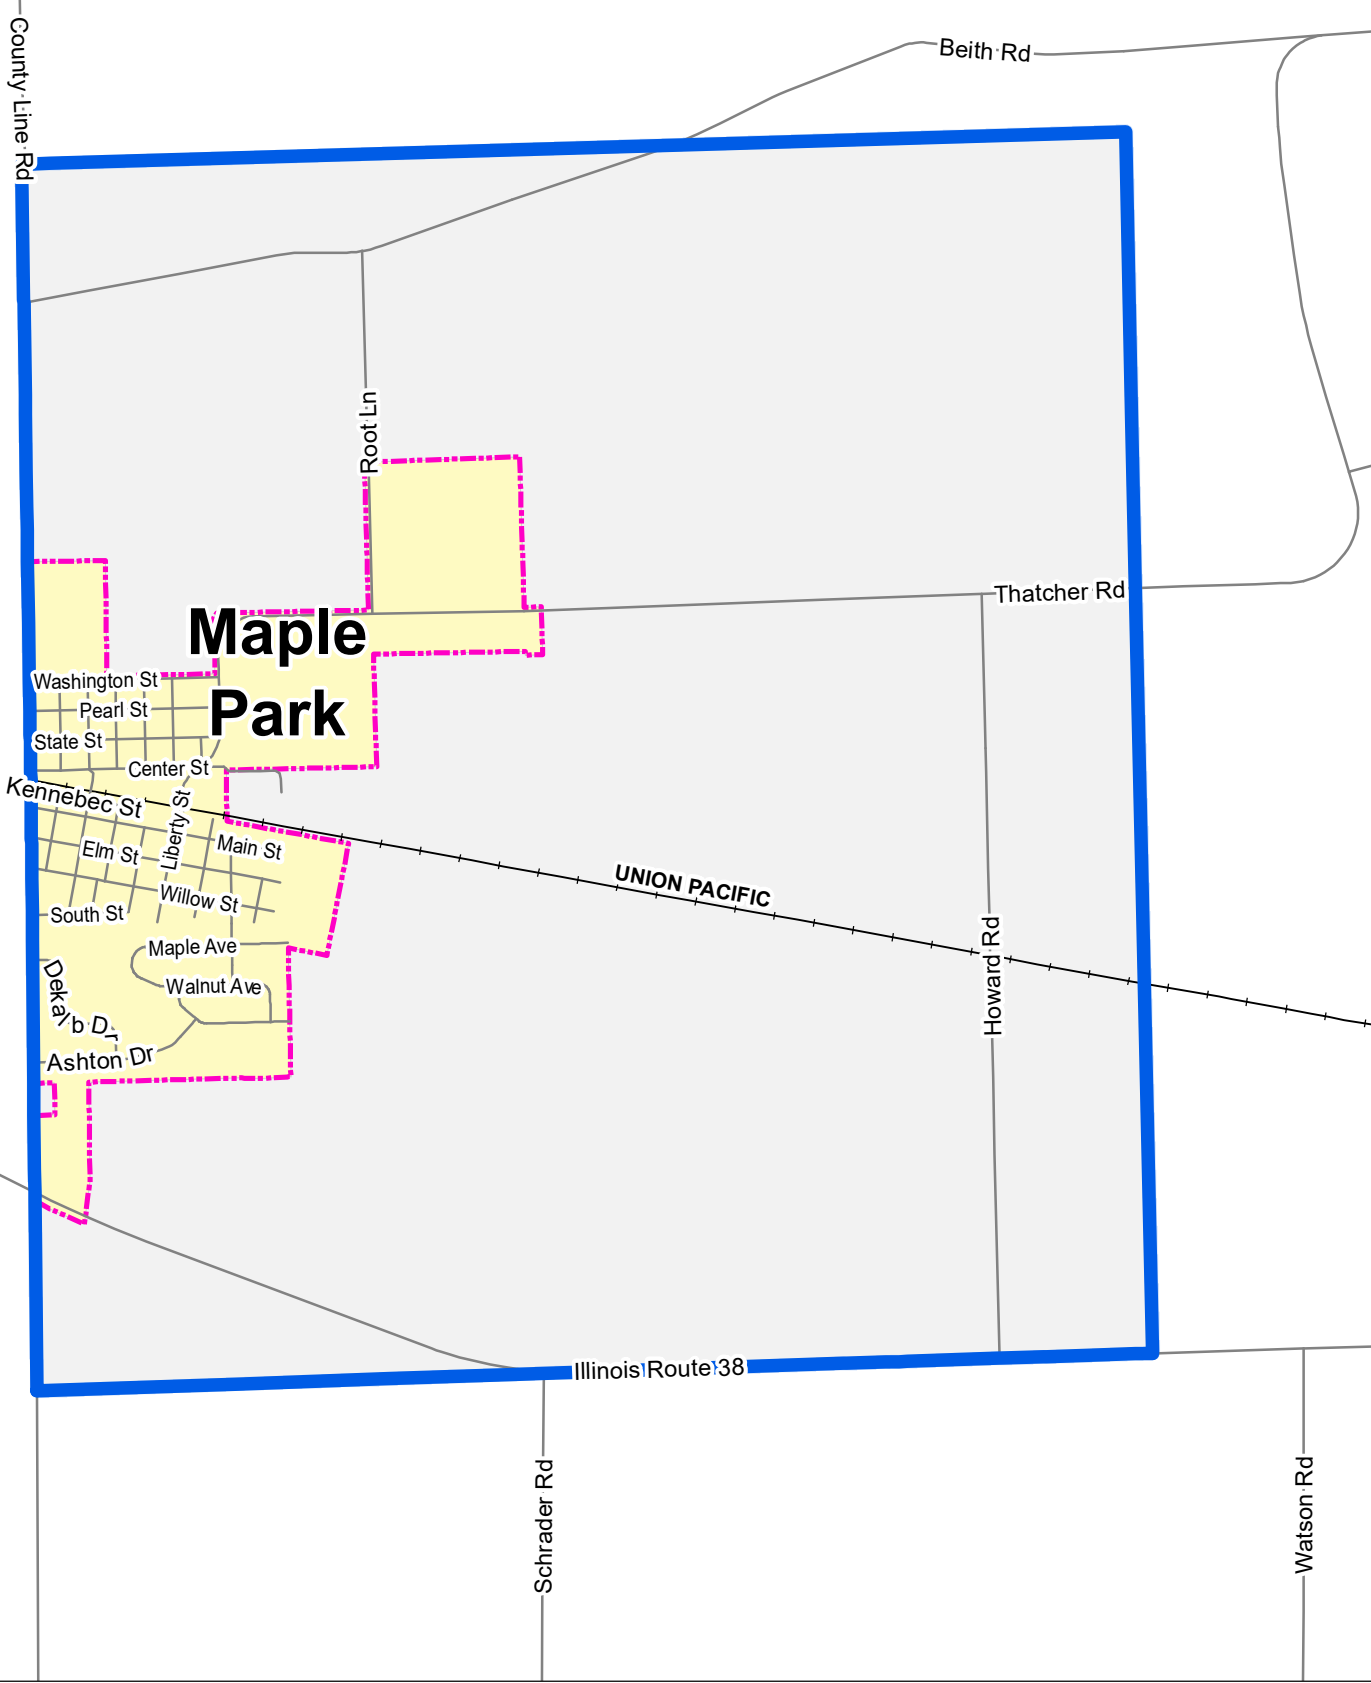 County Line Rd
Beith Rd
Root Ln
Thatcher Rd
Maple
Park
Washington St
Pearl St
State St
Center St
Kennebec St
Liberty St
Main St
Elm St
UNION PACIFIC
Willow St
South St
Howard Rd
Maple Ave
Walnut Ave
Dekalb Dr
Ashton Dr
Illinois Route 38
Schrader Rd
Watson Rd